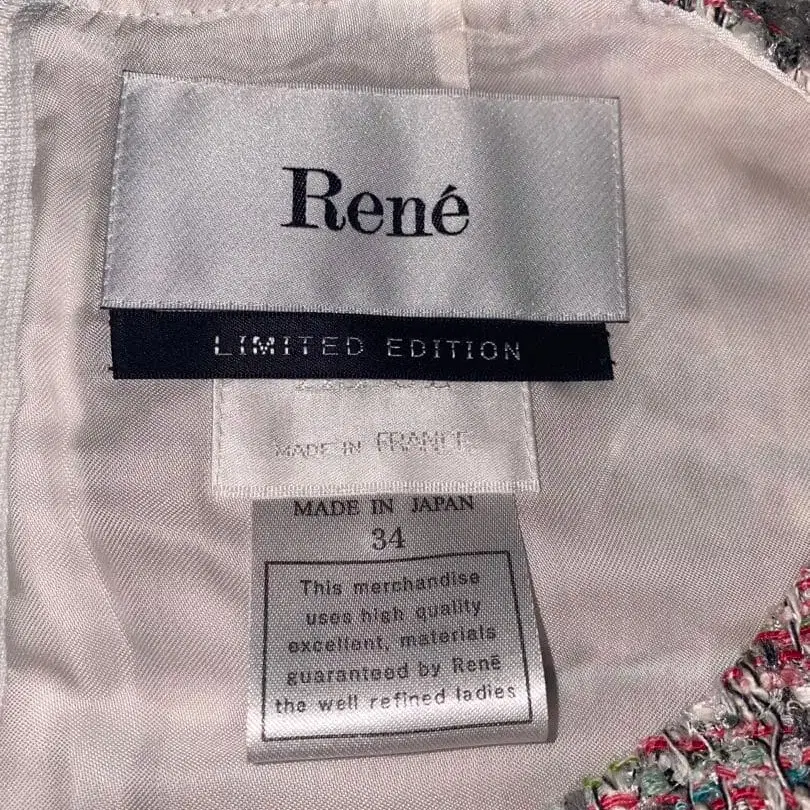 René
LIMITED EDITION
MADE IN FRANCE
MADE IN JAPAN
34
This merchandise
uses high quality
excellent, materials
guaranteed by René
the well refined ladies